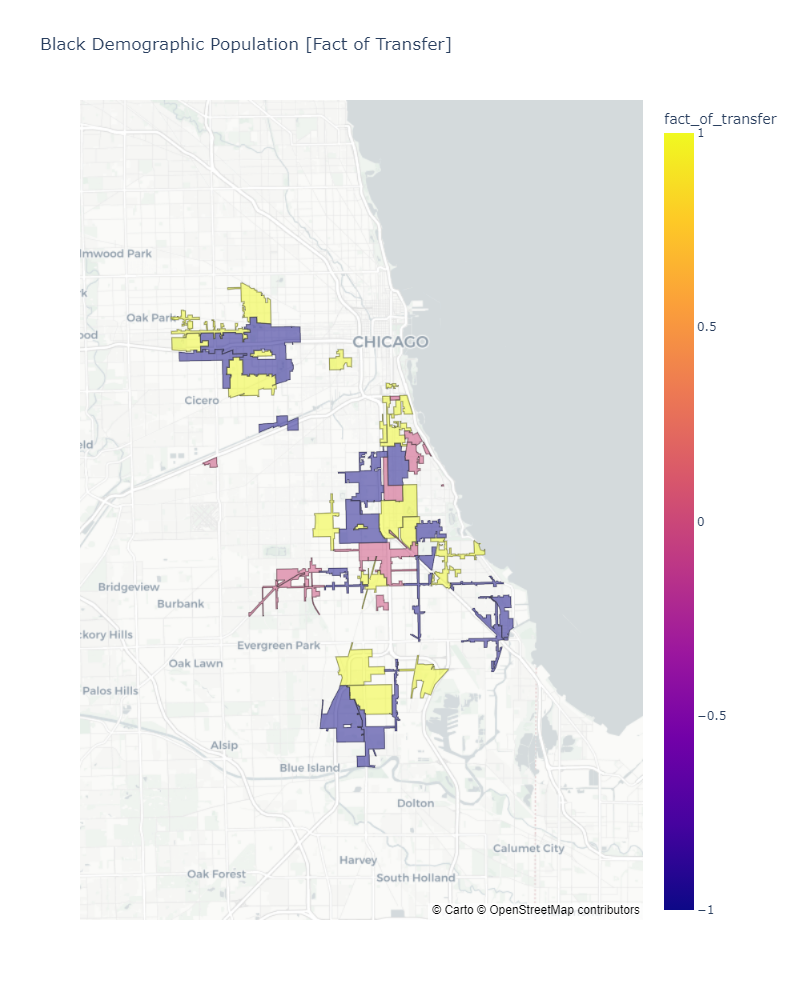 Black Demographic Population [Fact of Transfer]
fact_of_transfer
1
0.5
0
−0.5
−1
lmwood Park
k
Oak Park
ood
CHICAGO
Cicero
eld
Bridgeview
Burbank
ckory Hills
Evergreen Park
Oak Lawn
Palos Hills
Alsip
Blue Island
Dolton
Calumet City
Harvey
Oak Forest
South Holland
© Carto © OpenStreetMap contributors